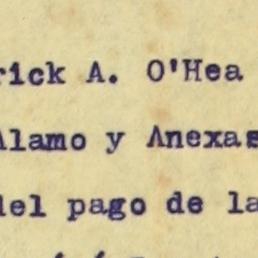 rick A. O'Hea
Alamo y Anexas
del pago de la